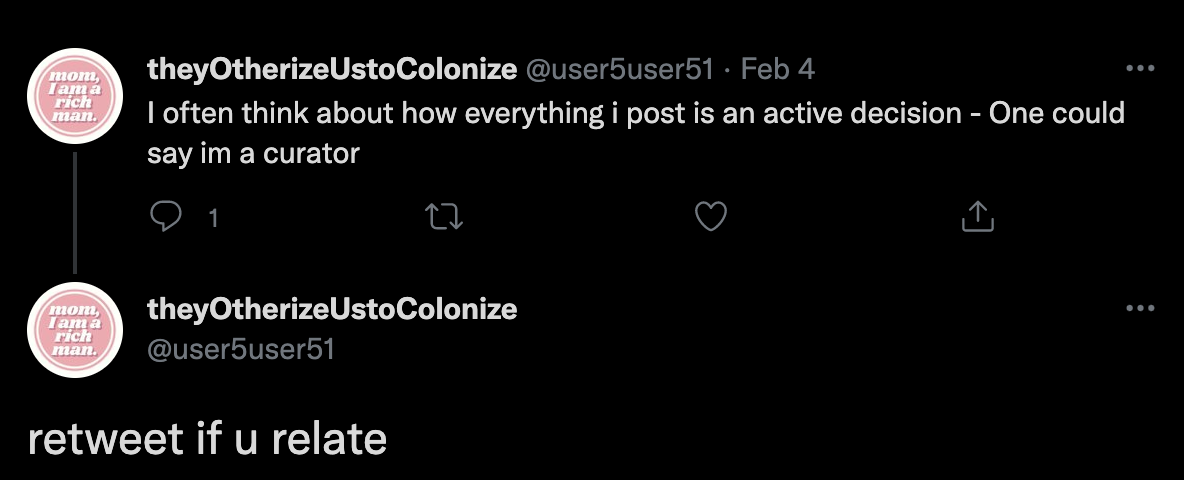 theyOtherizeUstoColonize @user5user51 · Feb 4
mom,
I am a
rich
man.
I often think about how everything i post is an active decision - One could
say im a curator
1
theyOtherizeUstoColonize
@user5user51
mom,
I am a
rich
man.
retweet if u relate